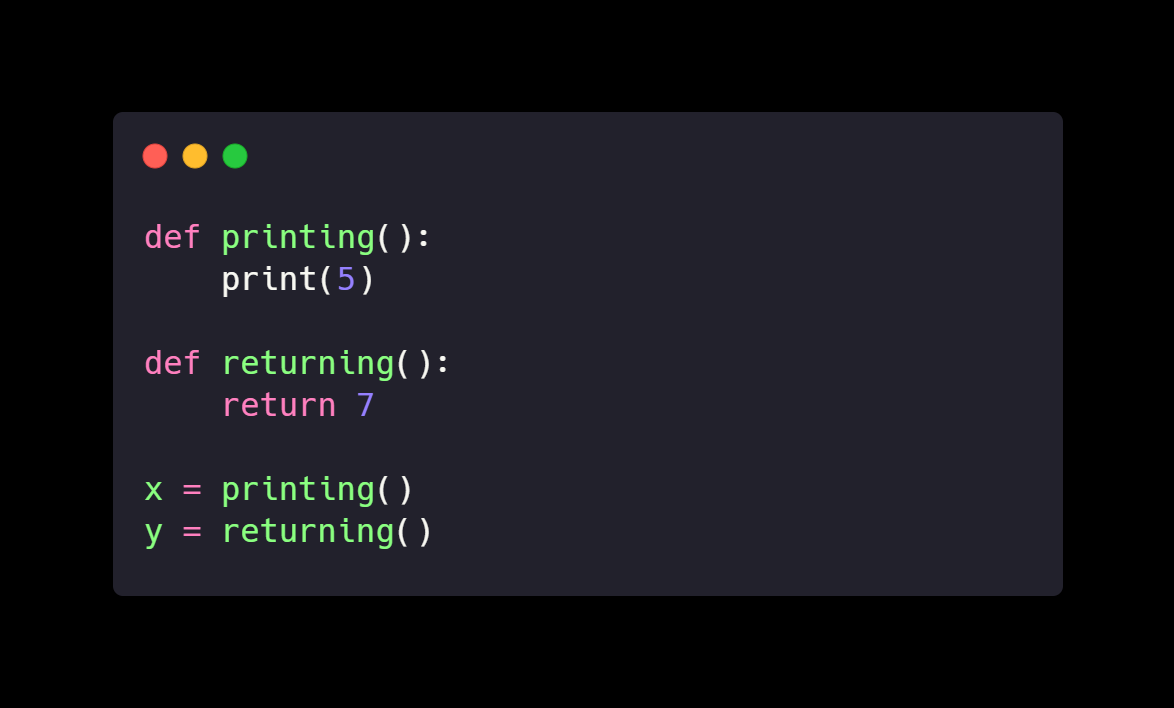 def printing():
    print(5)

def returning():
    return 7

x = printing()
y = returning()